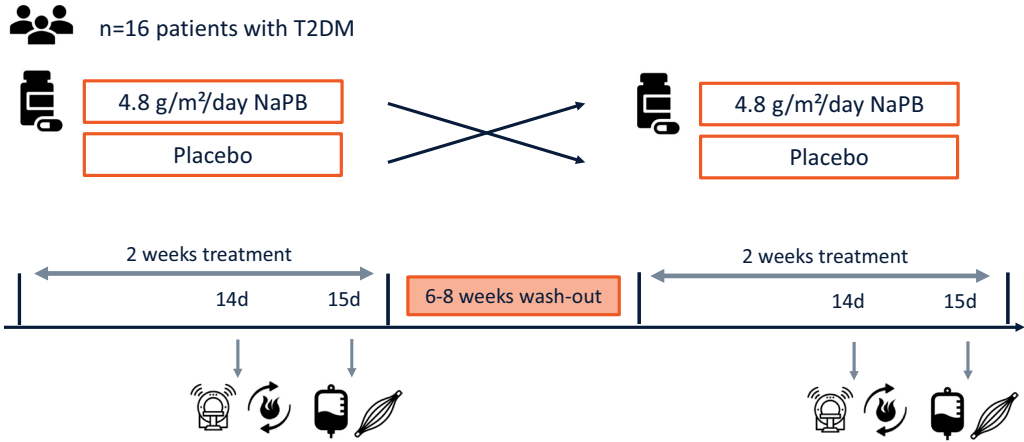 n=16 patients with T2DM
4.8 g/m²/day NaPB
4.8 g/m²/day NaPB
Placebo
Placebo
2 weeks treatment
2 weeks treatment
14d
15d
6-8 weeks wash-out
14d
15d